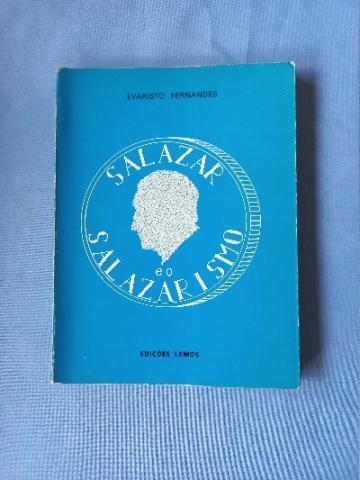 EVARISTO FERNANDES
SALAZAR
e o
SALAZARISMO
EDIÇÕES LEMOS